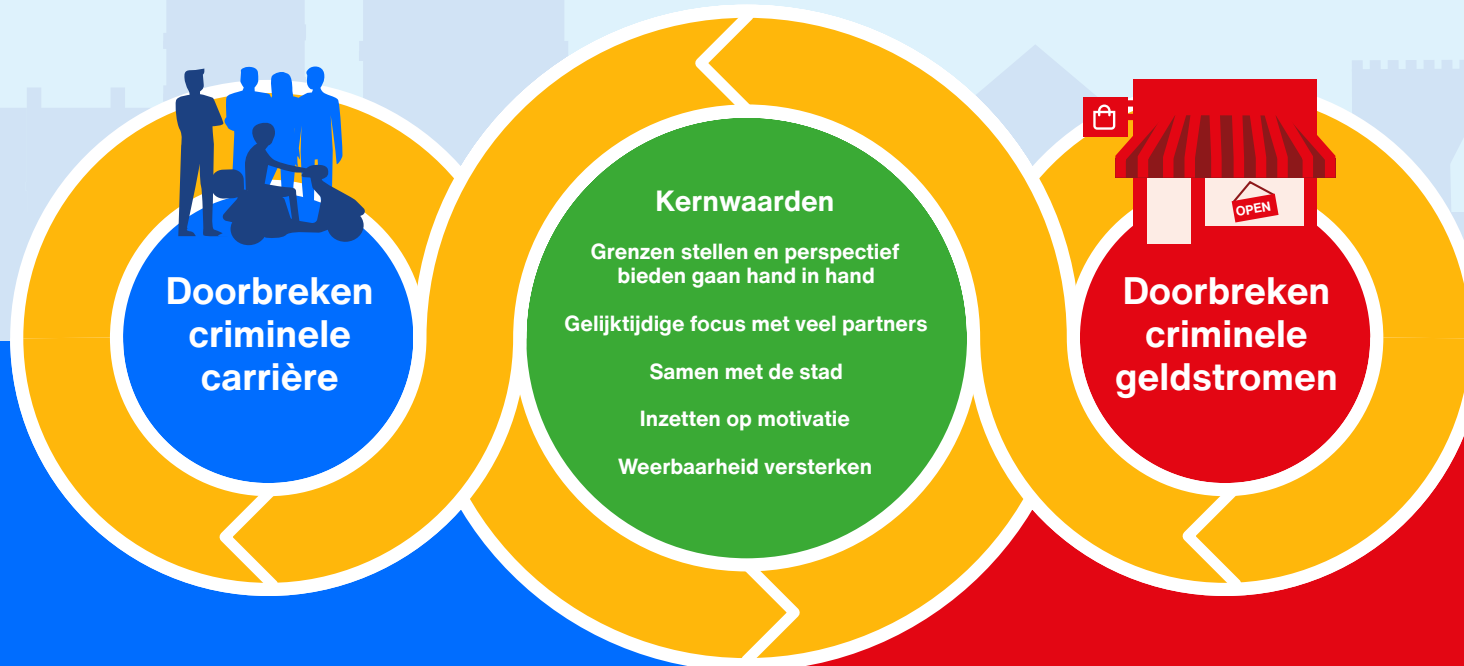 Doorbreken
criminele
carrière
Kernwaarden
Grenzen stellen en perspectief
bieden gaan hand in hand
Gelijktijdige focus met veel partners
Samen met de stad
Inzetten op motivatie
Weerbaarheid versterken
OPEN
Doorbreken
criminele
geldstromen